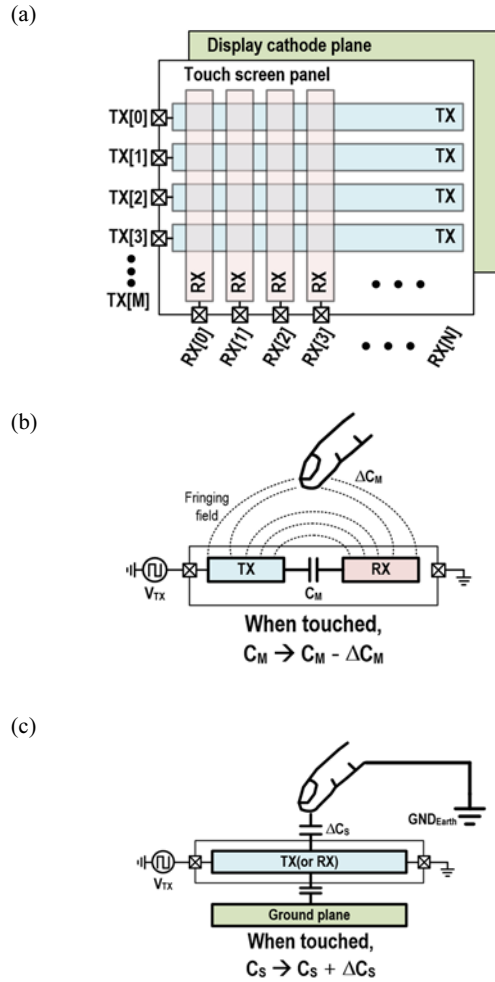 (a)
Display cathode plane
Touch screen panel
TX[0] TX
TX[1] TX
TX[2] TX
TX[3] TX
TX[M]
RX RX RX RX
RX[0] RX[1] RX[2] RX[3] RX[N]
(b)
ΔCM
Fringing
field
TX RX
VTX
CM
When touched,
CM → CM - ΔCM
(c)
GNDEarth
ΔCS
TX(or RX)
VTX
Ground plane
When touched,
CS → CS + ΔCS